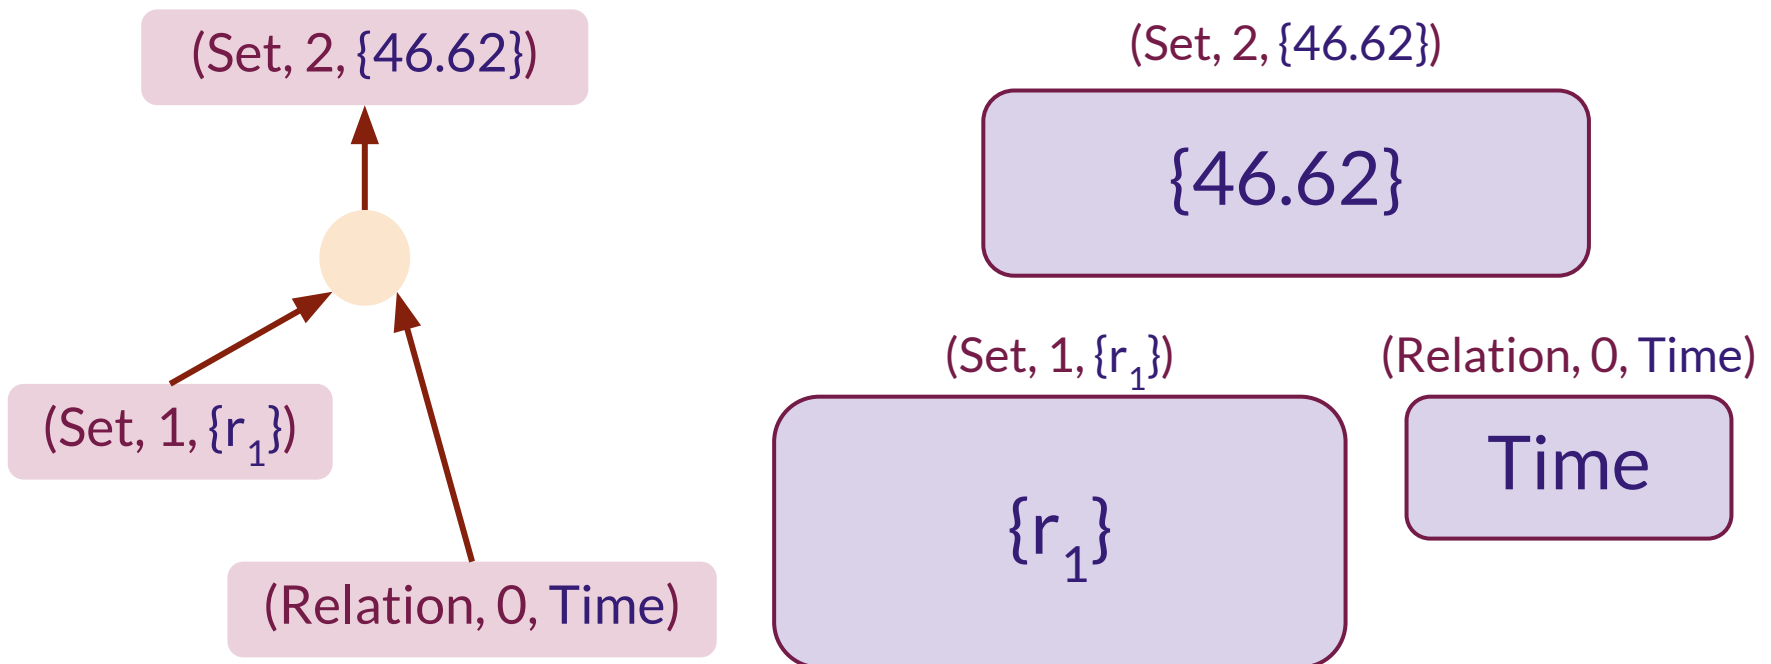 (Set, 2, {46.62})
(Set, 1, {r₁})
(Relation, 0, Time)
(Set, 2, {46.62})
{46.62}
(Set, 1, {r₁})
{r₁}
(Relation, 0, Time)
Time